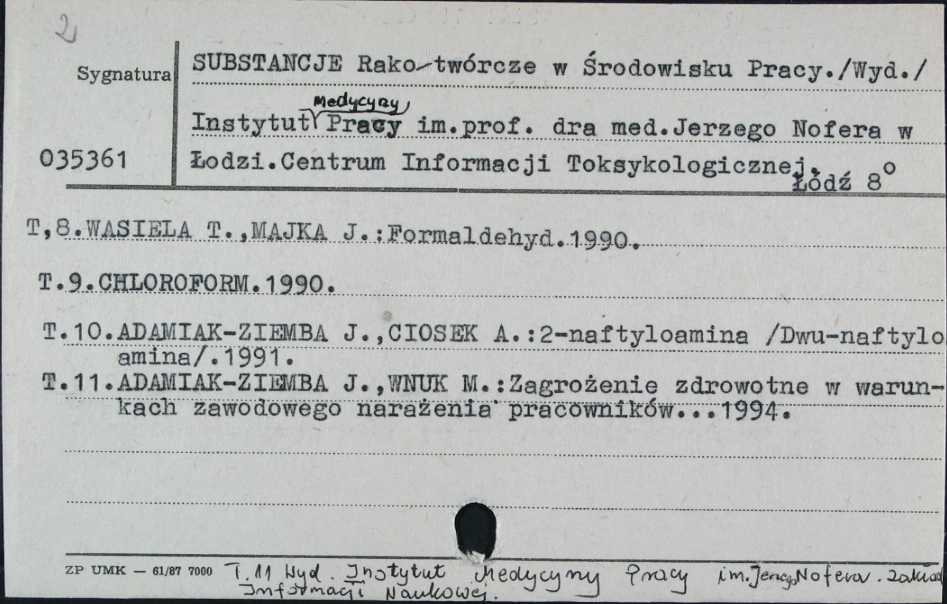 2
SUBSTANCJE Rako-twórcze w Środowisku Pracy./Wyd./
Sygnatura
Medycyny
Instytut Pracy im.prof. dra med.Jerzego Nofera w
035361
Łodzi.Centrum Informacji Toksykologicznej.
Łódź 8°
T,8.WASIELA T.,MAJKA J.:Formaldehyd.1990.
T.9.CHLOROFORM.1990.
T.10.ADAMIAK-ZIEMBA J.,CIOSEK A.:2-naftyloamina /Dwu-naftylo
amina/.1991.
T.11.ADAMIAK-ZIEMBA J.,WNUK M.:Zagrożenie zdrowotne w warun-
kach zawodowego narażenia pracowników...1994.
ZP UMK — 61/87 7000 T.11 Wyd. Instytut Medycyny Pracy im. Nofera. Zakład
Informacji Naukowej.